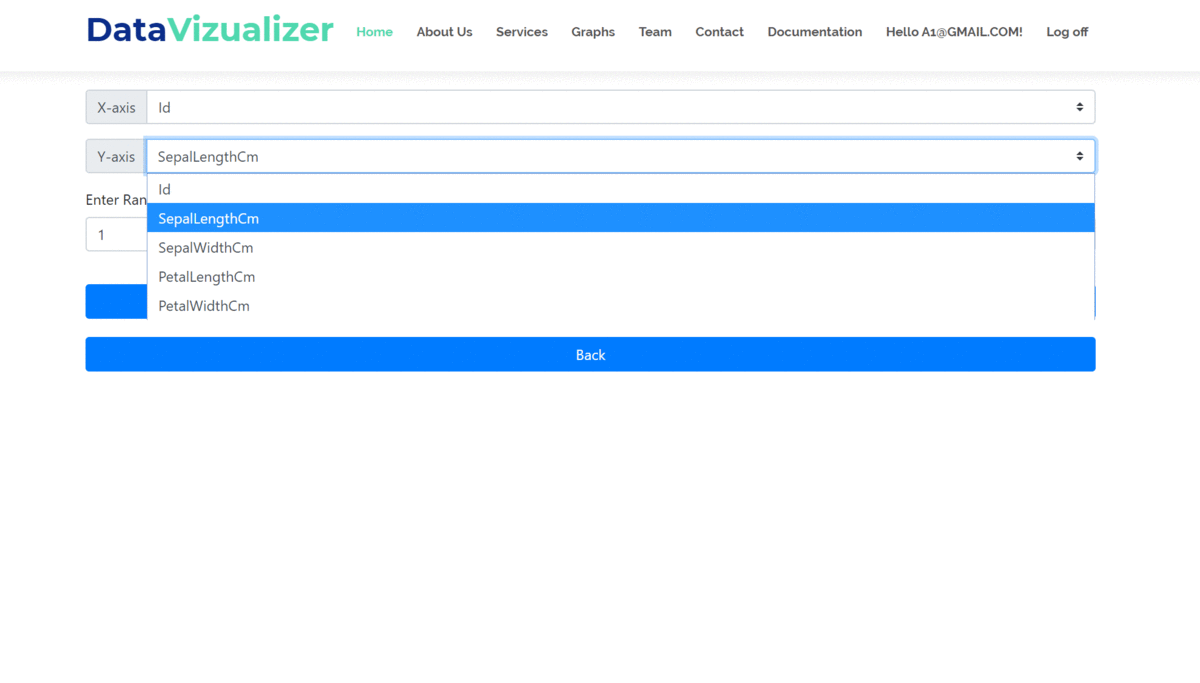 DataVizualizer Home About Us Services Graphs Team Contact Documentation Hello A1@GMAIL.COM! Log off
X-axis Id
Y-axis SepalLengthCm
Id
Enter Ran
SepalLengthCm
1
SepalWidthCm
PetalLengthCm
PetalWidthCm
Back